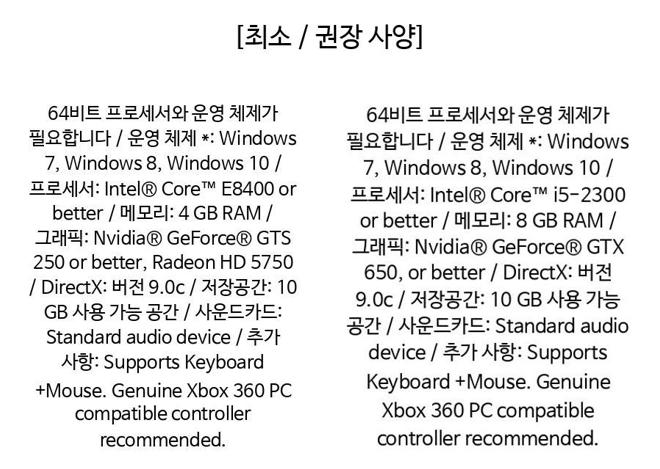 [최소 / 권장 사양]
64비트 프로세서와 운영 체제가
필요합니다 / 운영 체제 *: Windows
7, Windows 8, Windows 10 /
프로세서: Intel® Core™ E8400 or
better / 메모리: 4 GB RAM /
그래픽: Nvidia® GeForce® GTS
250 or better, Radeon HD 5750
/ DirectX: 버전 9.0c / 저장공간: 10
GB 사용 가능 공간 / 사운드카드:
Standard audio device / 추가
사항: Supports Keyboard
+Mouse. Genuine Xbox 360 PC
compatible controller
recommended.
64비트 프로세서와 운영 체제가
필요합니다 / 운영 체제 *: Windows
7, Windows 8, Windows 10 /
프로세서: Intel® Core™ i5-2300
or better / 메모리: 8 GB RAM /
그래픽: Nvidia® GeForce® GTX
650, or better / DirectX: 버전
9.0c / 저장공간: 10 GB 사용 가능
공간 / 사운드카드: Standard audio
device / 추가 사항: Supports
Keyboard +Mouse. Genuine
Xbox 360 PC compatible
controller recommended.